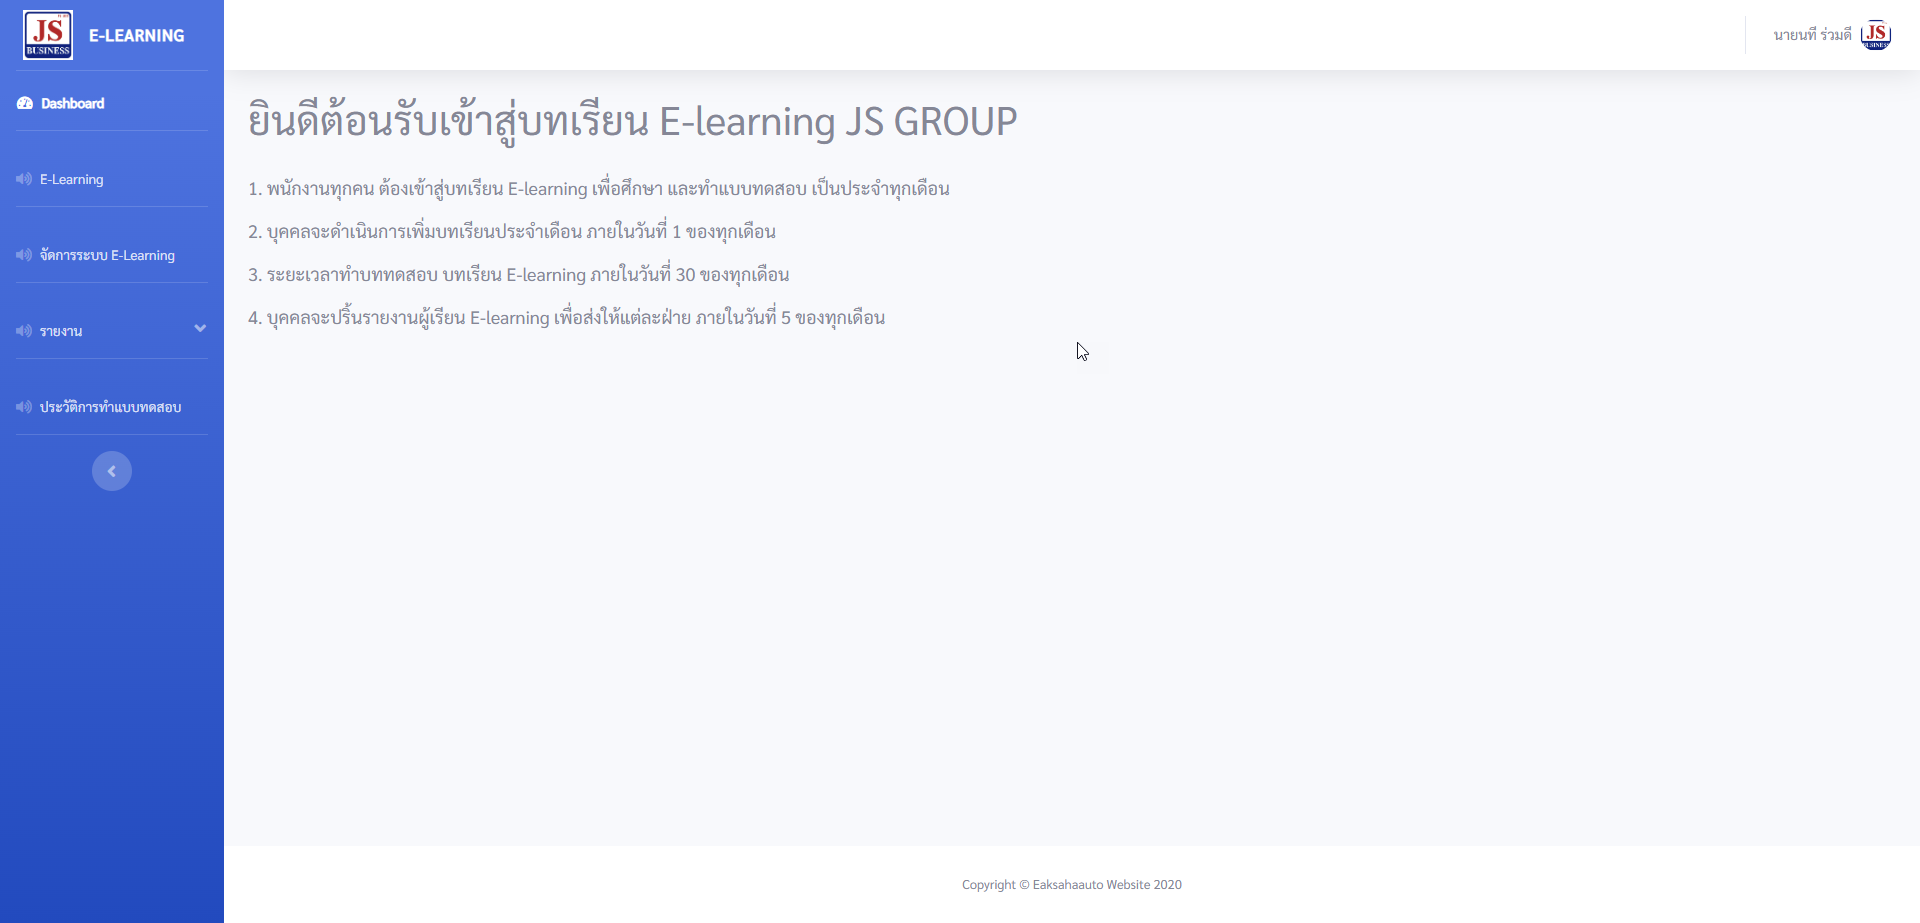 JS
BUSINESS
E-LEARNING
Dashboard
E-Learning
จัดการระบบ E-Learning
รายงาน
ประวัติการทำแบบทดสอบ
นายนที ร่วมดี
JS
BUSINESS
ยินดีต้อนรับเข้าสู่บทเรียน E-learning JS GROUP
1. พนักงานทุกคน ต้องเข้าสู่บทเรียน E-learning เพื่อศึกษา และทำแบบทดสอบ เป็นประจำทุกเดือน
2. บุคคลจะดำเนินการเพิ่มบทเรียนประจำเดือน ภายในวันที่ 1 ของทุกเดือน
3. ระยะเวลาทำบททดสอบ บทเรียน E-learning ภายในวันที่ 30 ของทุกเดือน
4. บุคคลจะปริ้นรายงานผู้เรียน E-learning เพื่อส่งให้แต่ละฝ่าย ภายในวันที่ 5 ของทุกเดือน
Copyright © Eaksahaauto Website 2020